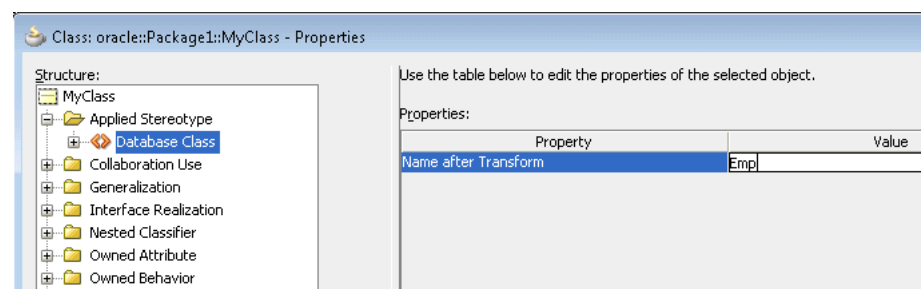 Class: oracle::Package1::MyClass - Properties
Structure:
MyClass
Applied Stereotype
Database Class
Collaboration Use
Generalization
Interface Realization
Nested Classifier
Owned Attribute
Owned Behavior
Use the table below to edit the properties of the selected object.
Properties:
Property Value
Name after Transform Emp